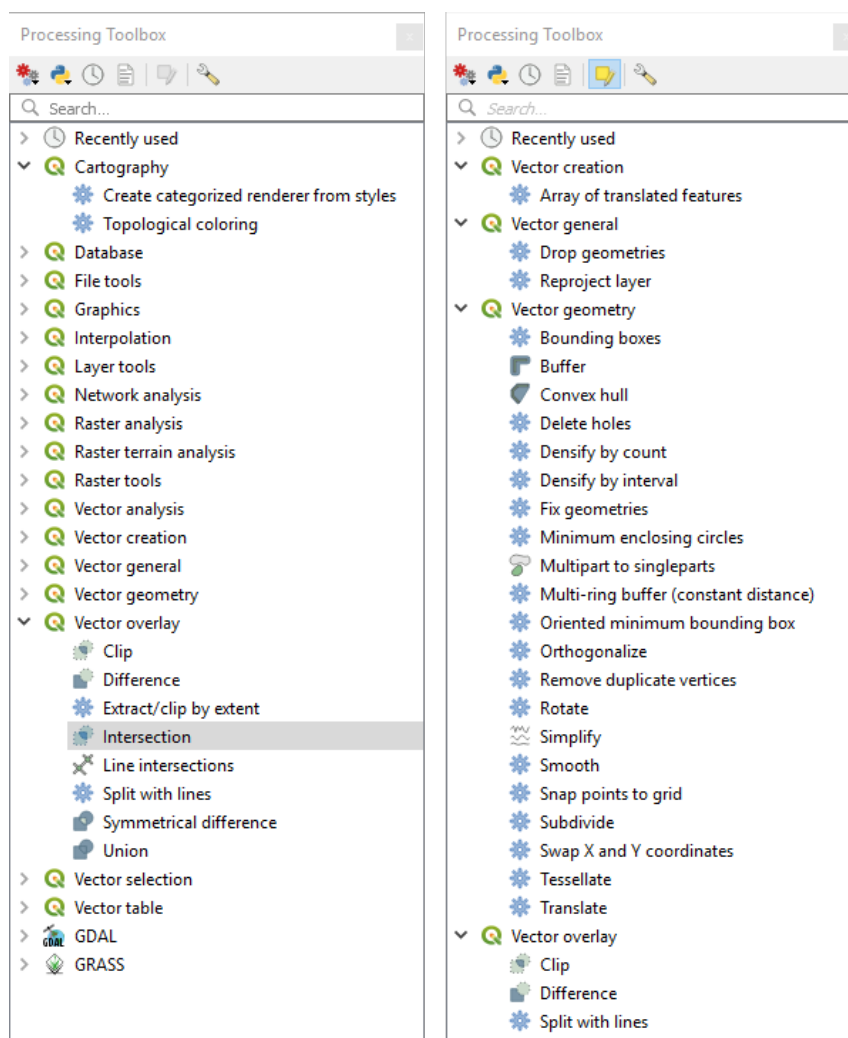 Processing Toolbox
Search...
Recently used
Cartography
Create categorized renderer from styles
Topological coloring
Database
File tools
Graphics
Interpolation
Layer tools
Network analysis
Raster analysis
Raster terrain analysis
Raster tools
Vector analysis
Vector creation
Vector general
Vector geometry
Vector overlay
Clip
Difference
Extract/clip by extent
Intersection
Line intersections
Split with lines
Symmetrical difference
Union
Vector selection
Vector table
GDAL
GRASS
Processing Toolbox
Search...
Recently used
Vector creation
Array of translated features
Vector general
Drop geometries
Reproject layer
Vector geometry
Bounding boxes
Buffer
Convex hull
Delete holes
Densify by count
Densify by interval
Fix geometries
Minimum enclosing circles
Multipart to singleparts
Multi-ring buffer (constant distance)
Oriented minimum bounding box
Orthogonalize
Remove duplicate vertices
Rotate
Simplify
Smooth
Snap points to grid
Subdivide
Swap X and Y coordinates
Tessellate
Translate
Vector overlay
Clip
Difference
Split with lines